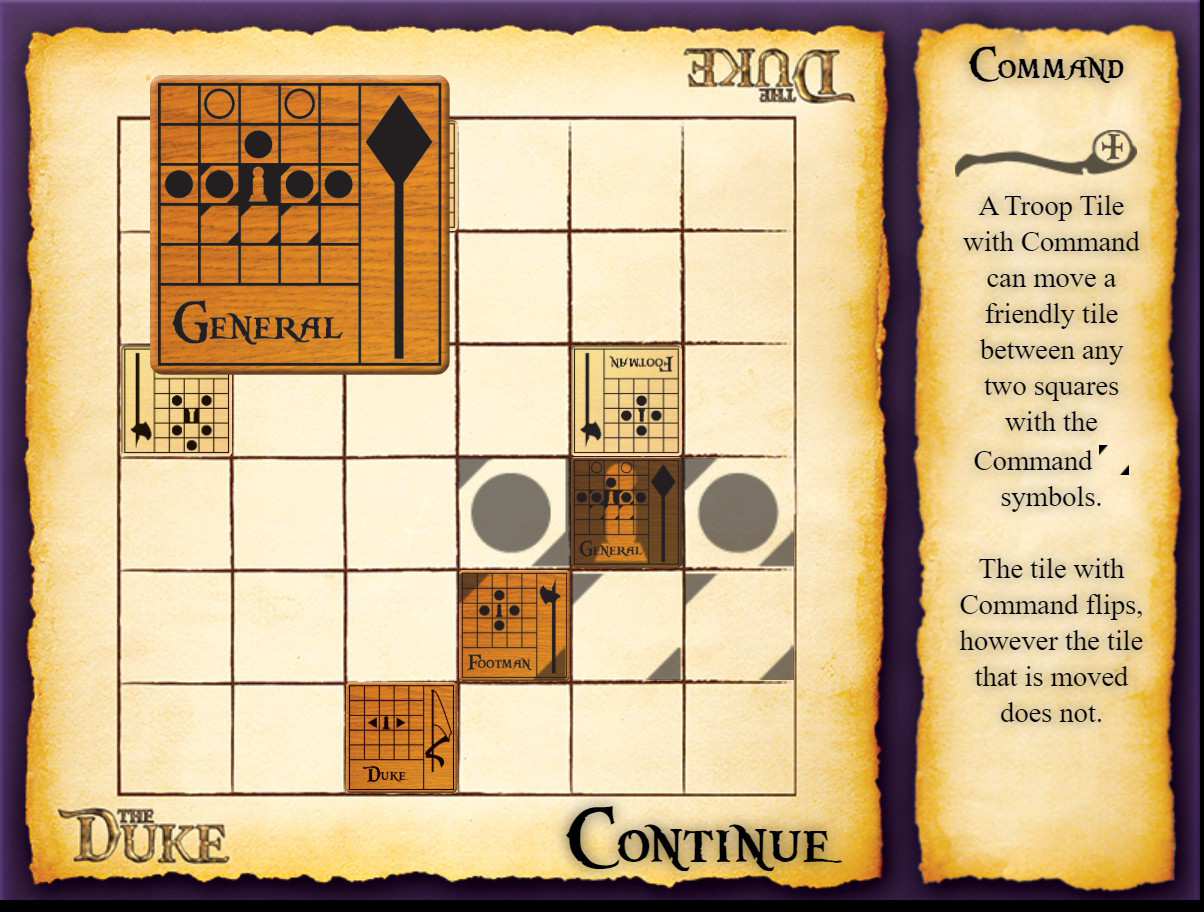 THE
DUKE
GENERAL
FOOTMAN
GENERAL
FOOTMAN
DUKE
THE
DUKE
CONTINUE
COMMAND
A Troop Tile
with Command
can move a
friendly tile
between any
two squares
with the
Command
symbols.
The tile with
Command flips,
however the tile
that is moved
does not.